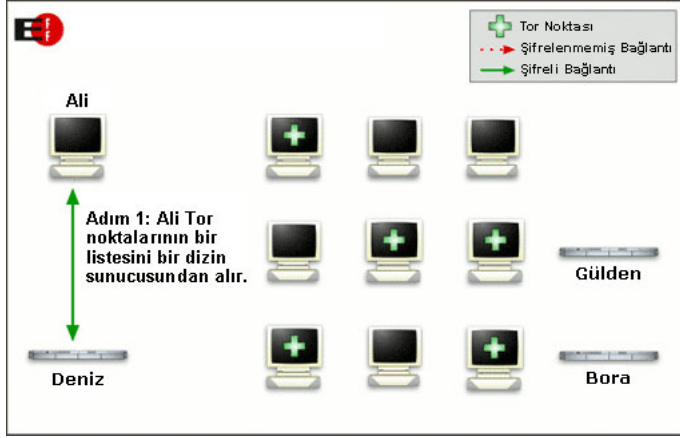 EFF
Tor Noktası
Şifrelenmemiş Bağlantı
Şifreli Bağlantı
Ali
Adım 1: Ali Tor
noktalarının bir
listesini bir dizin
sunucusundan alır.
Gülden
Deniz
Bora